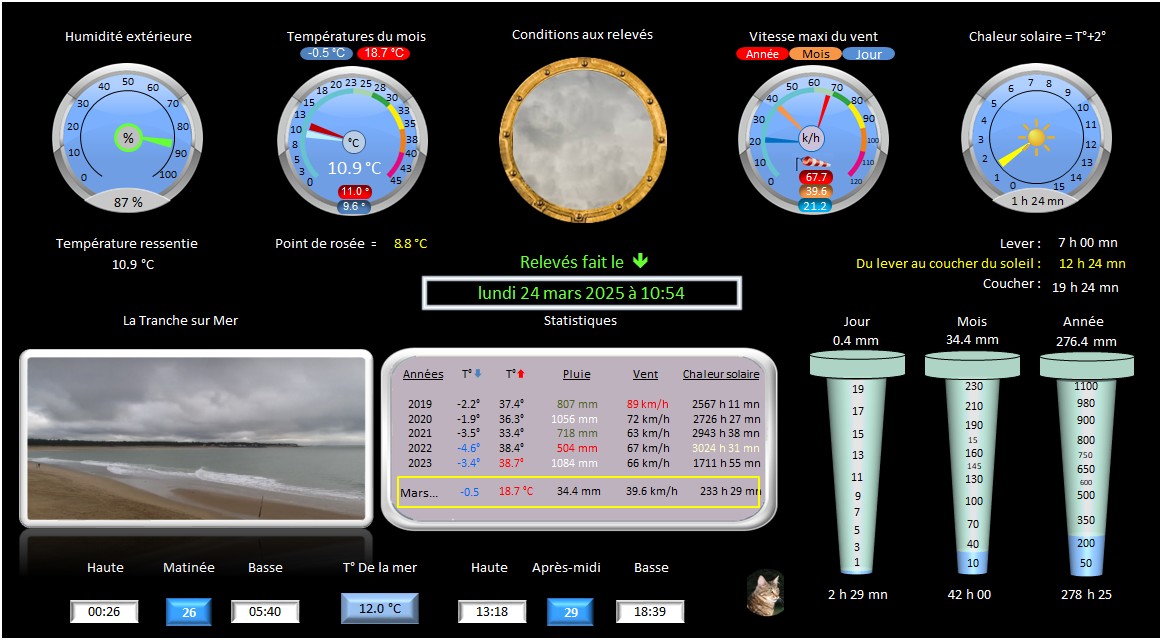 Humidité extérieure
Températures du mois
Conditions aux relevés
Vitesse maxi du vent
Chaleur solaire = T°+2°
-0.5 °C 18.7 °C
Année Mois Jour
0 10 20 30 40 50 60 70 80 90 100
%
87 %
0 3 5 8 10 13 15 18 20 23 25 28 30 33 35 38 40 43 45
°C
10.9 °C
11.0 °
9.6 °
0 10 20 30 40 50 60 70 80 90 100 110 120
k/h
67.7
39.6
21.2
0 1 2 3 4 5 6 7 8 9 10 11 12 13 14 15
1 h 24 mn
Température ressentie
10.9 °C
Point de rosée = 8.8 °C
Relevés fait le
lundi 24 mars 2025 à 10:54
Lever : 7 h 00 mn
Du lever au coucher du soleil : 12 h 24 mn
Coucher : 19 h 24 mn
La Tranche sur Mer
Statistiques
Années T° T° Pluie Vent Chaleur solaire
2019 -2.2° 37.4° 807 mm 89 km/h 2567 h 11 mn
2020 -1.9° 36.3° 1056 mm 72 km/h 2726 h 27 mn
2021 -3.5° 33.4° 718 mm 63 km/h 2943 h 38 mn
2022 -4.6° 38.4° 504 mm 67 km/h 3024 h 31 mn
2023 -3.4° 38.7° 1084 mm 66 km/h 1711 h 55 mn
Mars... -0.5 18.7 °C 34.4 mm 39.6 km/h 233 h 29 mn
Jour
0.4 mm
19
17
15
13
11
9
7
5
3
1
2 h 29 mn
Mois
34.4 mm
230
210
190
15
160
145
130
100
70
40
10
42 h 00
Année
276.4 mm
1100
980
900
800
750
650
600
500
350
200
50
278 h 25
Haute Matinée Basse T° De la mer Haute Après-midi Basse
00:26 26 05:40 12.0 °C 13:18 29 18:39